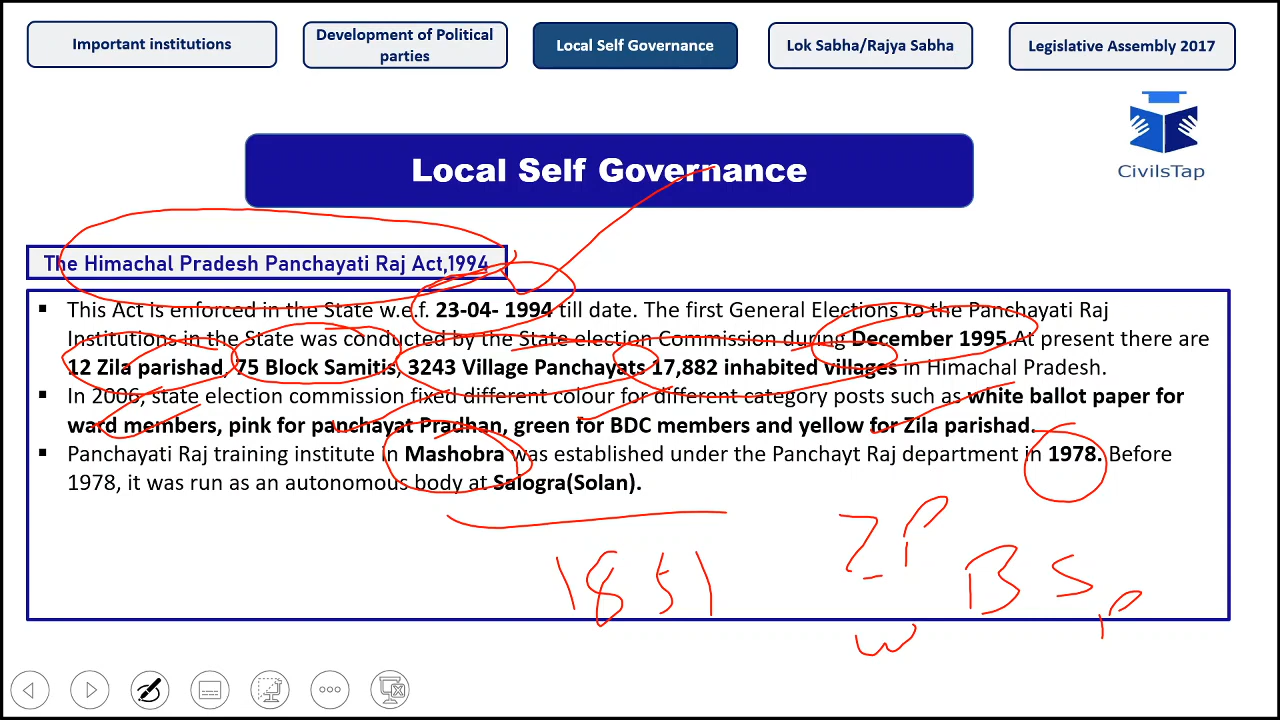 Important institutions
Development of Political
parties
Local Self Governance
Lok Sabha/Rajya Sabha
Legislative Assembly 2017
CivilsTap
Local Self Governance
The Himachal Pradesh Panchayati Raj Act,1994
▪ This Act is enforced in the State w.e.f. 23-04- 1994 till date. The first General Elections to the Panchayati Raj
Institutions in the State was conducted by the State election Commission during December 1995.At present there are
12 Zila parishad, 75 Block Samitis, 3243 Village Panchayats 17,882 inhabited villages in Himachal Pradesh.
▪ In 2006, state election commission fixed different colour for different category posts such as white ballot paper for
ward members, pink for panchayat Pradhan, green for BDC members and yellow for Zila parishad.
▪ Panchayati Raj training institute in Mashobra was established under the Panchayt Raj department in 1978. Before
1978, it was run as an autonomous body at Salogra(Solan).
1851
ZP
BS
P
W